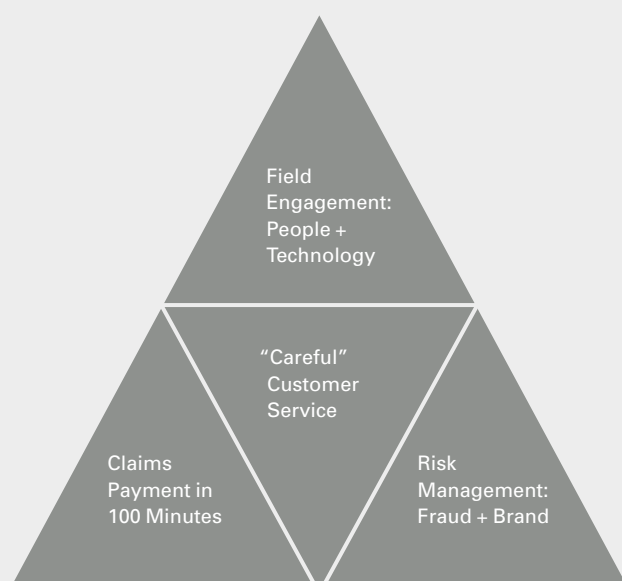 Field
Engagement:
People +
Technology
“Careful”
Customer
Service
Claims
Payment in
100 Minutes
Risk
Management:
Fraud + Brand